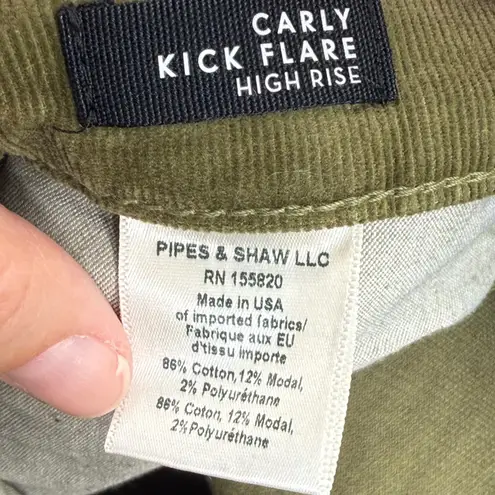 CARLY
KICK FLARE
HIGH RISE
PIPES & SHAW LLC
RN 155820
Made in USA
of imported fabrics/
Fabrique aux EU
d'tissu importe
86% Cotton, 12% Modal,
2% Polyuréthane
86% Coton, 12% Modal,
2% Polyuréthane